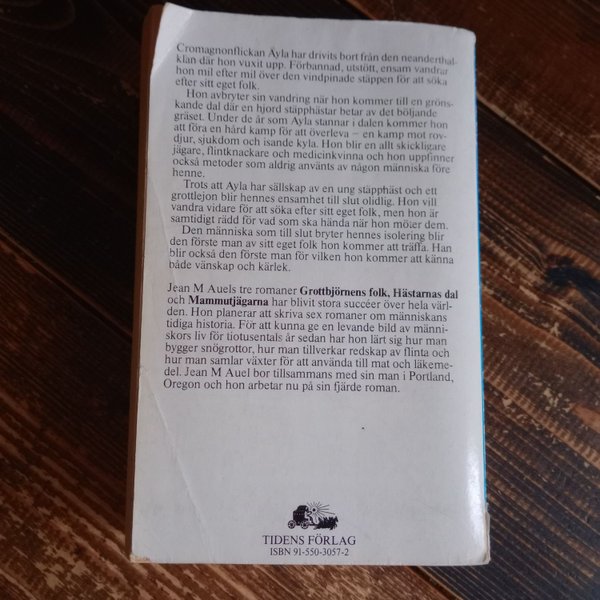 Cromagnonflickan Ayla har drivits bort från den neanderthal-
klan där hon vuxit upp. Förbannad, utstött, ensam vandrar
hon mil efter mil över den vindpinade stäppen för att söka
efter sitt eget folk.
Hon avbryter sin vandring när hon kommer till en gröns-
kande dal där en hjord stäpphästar betar av det böljande
gräset. Under de år som Ayla stannar i dalen kommer hon
att föra en hård kamp för att överleva – en kamp mot rov-
djur, sjukdom och isande kyla. Hon blir en allt skickligare
jägare, flintknackare och medicinkvinna och hon uppfinner
också metoder som aldrig använts av någon människa före
henne.
Trots att Ayla har sällskap av en ung stäpphäst och ett
grottlejon blir hennes ensamhet till slut olidlig. Hon vill
vandra vidare för att söka efter sitt eget folk, men hon är
samtidigt rädd för vad som ska hända när hon möter dem.
Den människa som till slut bryter hennes isolering blir
den förste man av sitt eget folk hon kommer att träffa. Han
blir också den förste man för vilken hon kommer att känna
både vänskap och kärlek.
Jean M Auels tre romaner Grottbjörnens folk, Hästarnas dal
och Mammutjägarna har blivit stora succéer över hela värl-
den. Hon planerar att skriva sex romaner om människans
tidiga historia. För att kunna ge en levande bild av männi-
skors liv för tiotusentals år sedan har hon lärt sig hur man
bygger snögrottor, hur man tillverkar redskap av flinta och
hur man samlar växter för att använda till mat och läkeme-
del. Jean M Auel bor tillsammans med sin man i Portland,
Oregon och hon arbetar nu på sin fjärde roman.
TIDENS FÖRLAG
ISBN 91-550-3057-2